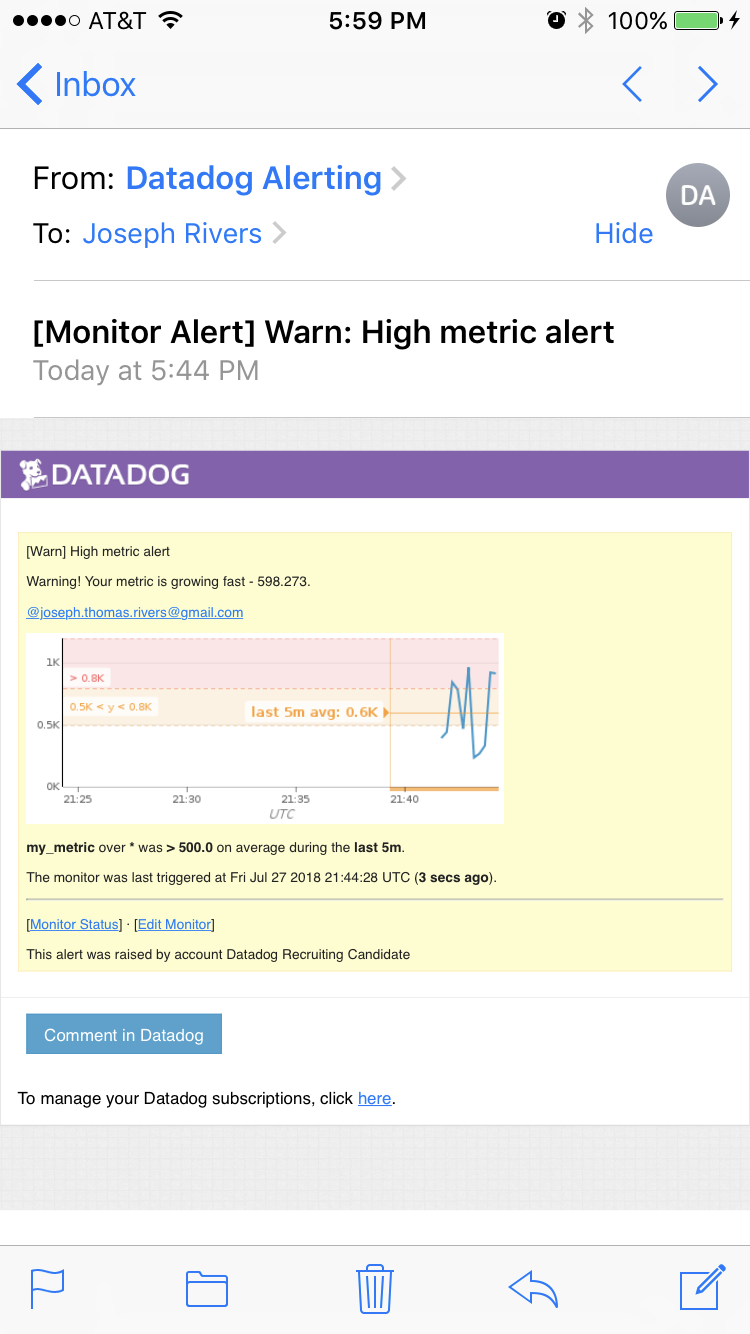 AT&T 5:59 PM 100%
Inbox
From: Datadog Alerting
DA
To: Joseph Rivers Hide
[Monitor Alert] Warn: High metric alert
Today at 5:44 PM
DATADOG
[Warn] High metric alert
Warning! Your metric is growing fast - 598.273.
@joseph.thomas.rivers@gmail.com
1K
> 0.8K
0.5K < y < 0.8K
last 5m avg: 0.6K
0.5K
0K
21:25 21:30 21:35 21:40
UTC
my_metric over * was > 500.0 on average during the last 5m.
The monitor was last triggered at Fri Jul 27 2018 21:44:28 UTC (3 secs ago).
[Monitor Status] · [Edit Monitor]
This alert was raised by account Datadog Recruiting Candidate
Comment in Datadog
To manage your Datadog subscriptions, click here.